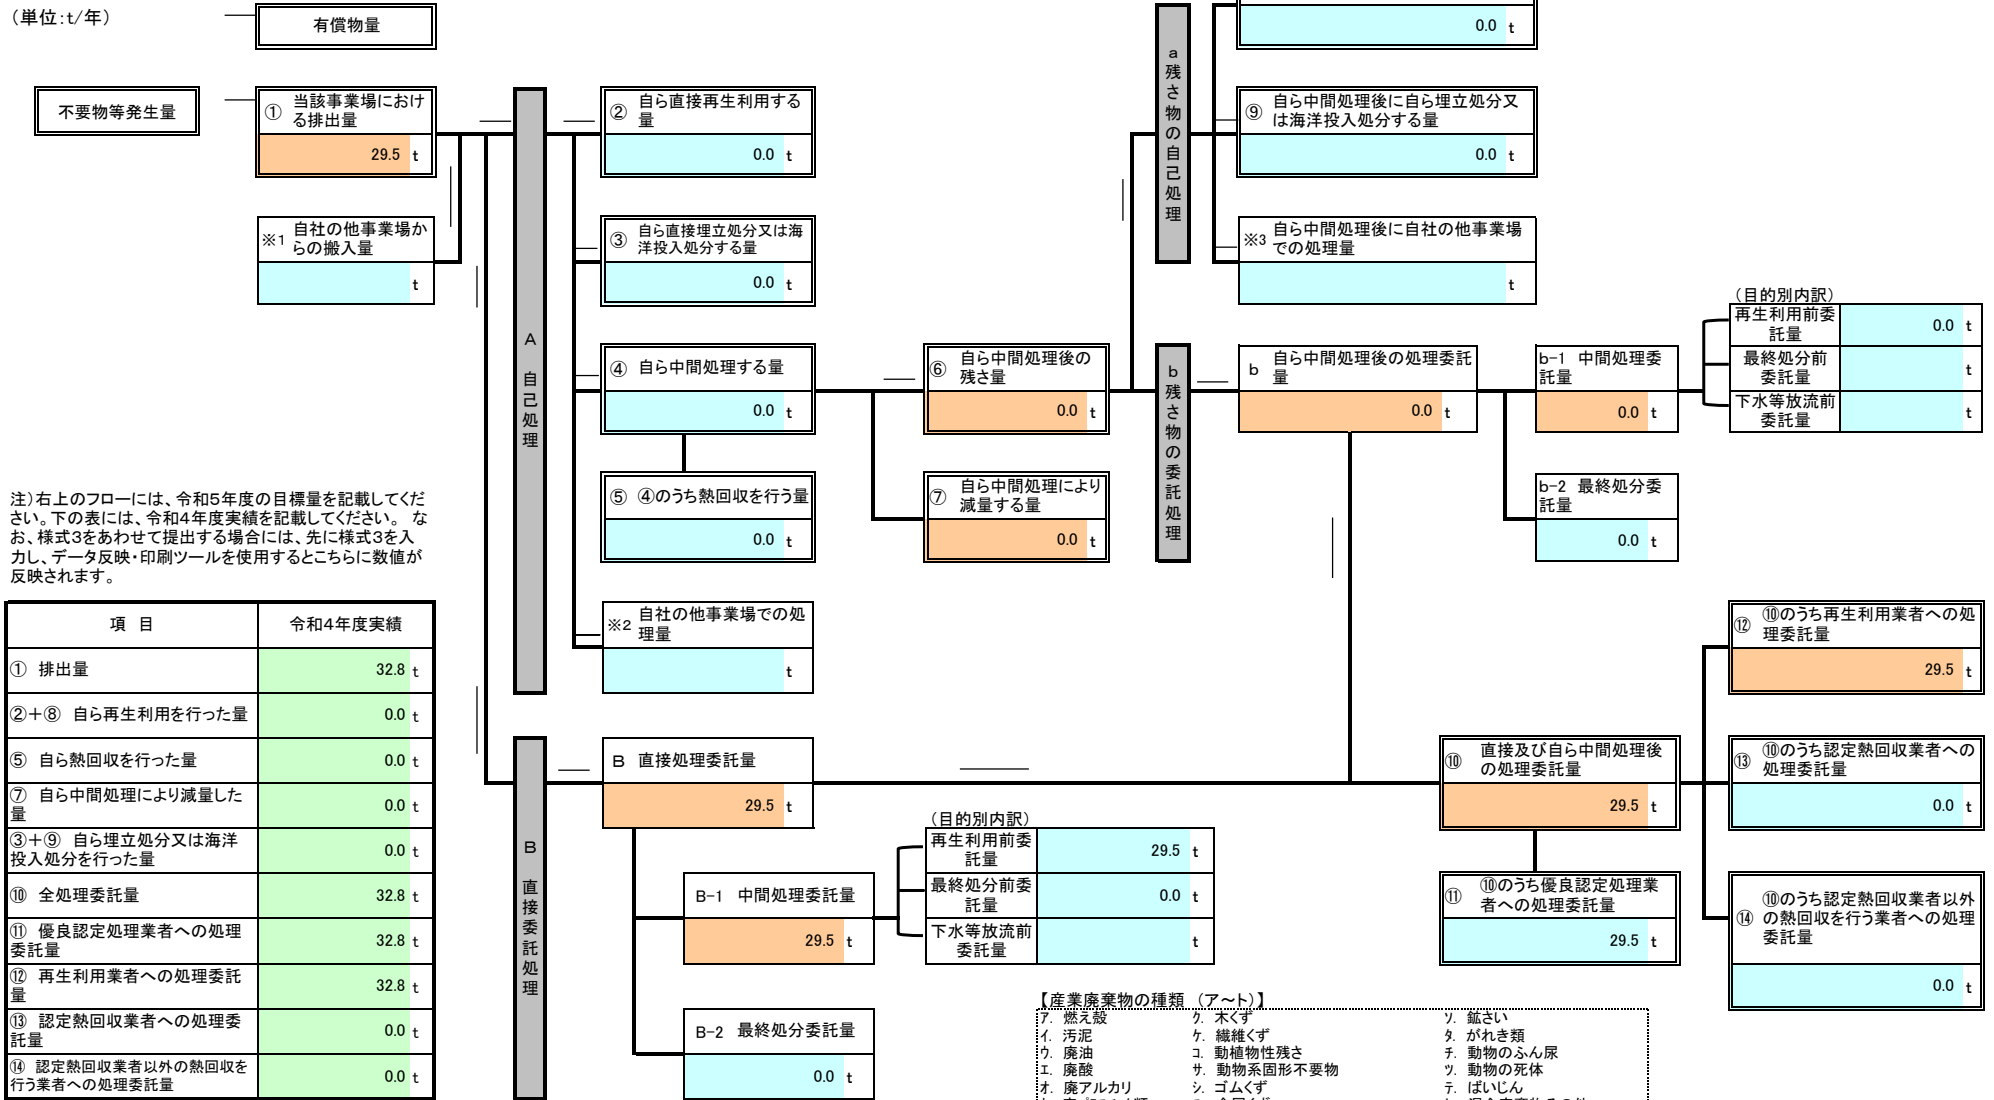 （単位：t/年）
有償物量
0.0 t
不要物等発生量
① 当該事業場におけ
る排出量
29.5 t
※1 自社の他事業場か
らの搬入量
t
A 自己処理
② 自ら直接再生利用する
量
0.0 t
③ 自ら直接埋立処分又は海
洋投入処分する量
0.0 t
④ 自ら中間処理する量
0.0 t
⑤ ④のうち熱回収を行う量
0.0 t
※2 自社の他事業場での処
理量
t
⑥ 自ら中間処理後の
残さ量
0.0 t
⑦ 自ら中間処理により
減量する量
0.0 t
a 残さ物の自己処理
⑨ 自ら中間処理後に自ら埋立処分又
は海洋投入処分する量
0.0 t
※3 自ら中間処理後に自社の他事業場
での処理量
t
b 残さ物の委託処理
b 自ら中間処理後の処理委託
量
0.0 t
b-1 中間処理委
託量
0.0 t
b-2 最終処分委
託量
0.0 t
（目的別内訳）
再生利用前委
託量
0.0 t
最終処分前
委託量
t
下水等放流前
委託量
t
注）右上のフローには、令和5年度の目標量を記載してくだ
さい。下の表には、令和4年度実績を記載してください。 な
お、様式3をあわせて提出する場合には、先に様式3を入
力し、データ反映・印刷ツールを使用するとこちらに数値が
反映されます。
項 目 令和4年度実績
① 排出量 32.8 t
②＋⑧ 自ら再生利用を行った量 0.0 t
⑤ 自ら熱回収を行った量 0.0 t
⑦ 自ら中間処理により減量した
量 0.0 t
③＋⑨ 自ら埋立処分又は海洋
投入処分を行った量 0.0 t
⑩ 全処理委託量 32.8 t
⑪ 優良認定処理業者への処理
委託量 32.8 t
⑫ 再生利用業者への処理委託
量 32.8 t
⑬ 認定熱回収業者への処理委
託量 0.0 t
⑭ 認定熱回収業者以外の熱回収を
行う業者への処理委託量 0.0 t
B 直接委託処理
B 直接処理委託量
29.5 t
B-1 中間処理委託量
29.5 t
B-2 最終処分委託量
0.0 t
（目的別内訳）
再生利用前委
託量
29.5 t
最終処分前委
託量
0.0 t
下水等放流前
委託量
t
⑩ 直接及び自ら中間処理後
の処理委託量
29.5 t
⑪ ⑩のうち優良認定処理業
者への処理委託量
29.5 t
⑫ ⑩のうち再生利用業者への処
理委託量
29.5 t
⑬ ⑩のうち認定熱回収業者への
処理委託量
0.0 t
⑭ ⑩のうち認定熱回収業者以外
の熱回収を行う業者への処理
委託量
0.0 t
【産業廃棄物の種類 （ア～ト）】
ア. 燃え殻 ク. 木くず ソ. 鉱さい
イ. 汚泥 ケ. 繊維くず タ. がれき類
ウ. 廃油 コ. 動植物性残さ チ. 動物のふん尿
エ. 廃酸 サ. 動物系固形不要物 ツ. 動物の死体
オ. 廃アルカリ シ. ゴムくず テ. ばいじん